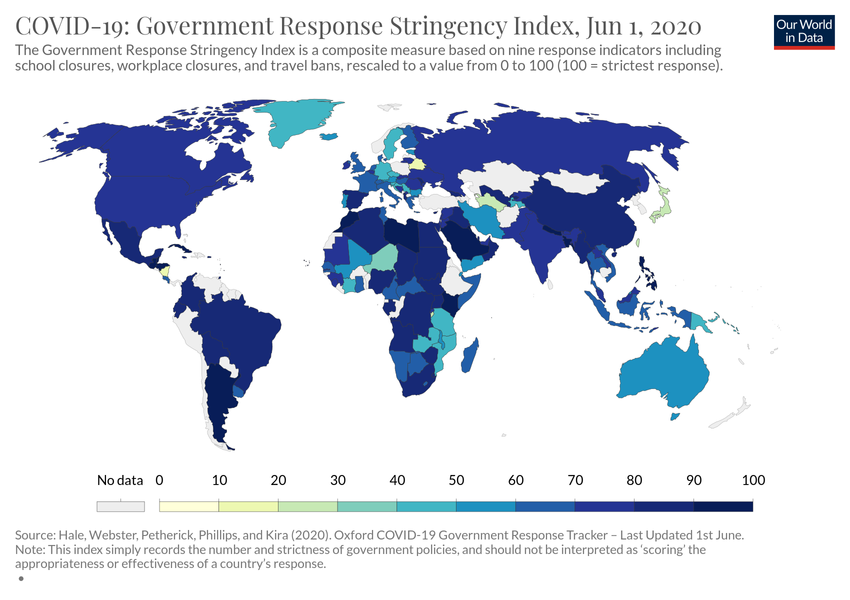 COVID-19: Government Response Stringency Index, Jun 1, 2020
Our World
in Data
The Government Response Stringency Index is a composite measure based on nine response indicators including
school closures, workplace closures, and travel bans, rescaled to a value from 0 to 100 (100 = strictest response).
No data 0 10 20 30 40 50 60 70 80 90 100
Source: Hale, Webster, Petherick, Phillips, and Kira (2020). Oxford COVID-19 Government Response Tracker – Last Updated 1st June.
Note: This index simply records the number and strictness of government policies, and should not be interpreted as ‘scoring’ the
appropriateness or effectiveness of a country's response.
•